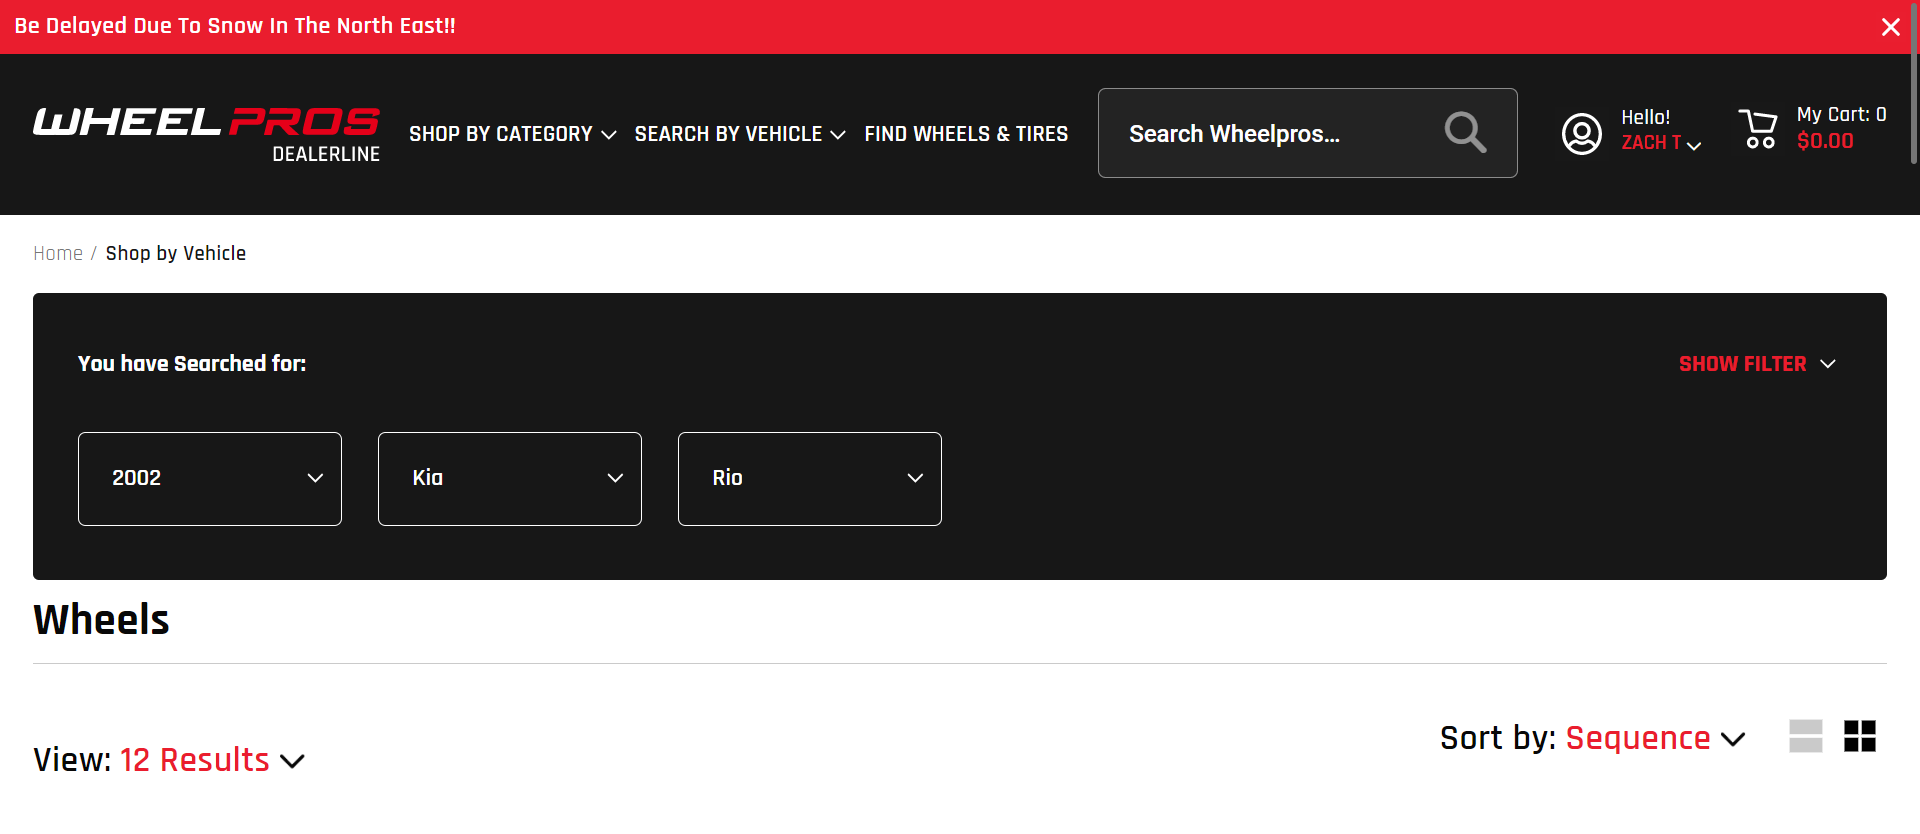 Be Delayed Due To Snow In The North East!!
WHEEL PROS
DEALERLINE
SHOP BY CATEGORY
SEARCH BY VEHICLE
FIND WHEELS & TIRES
Search Wheelpros...
Hello!
ZACH T
My Cart: 0
$0.00
Home / Shop by Vehicle
You have Searched for:
SHOW FILTER
2002
Kia
Rio
Wheels
Sort by: Sequence
View: 12 Results